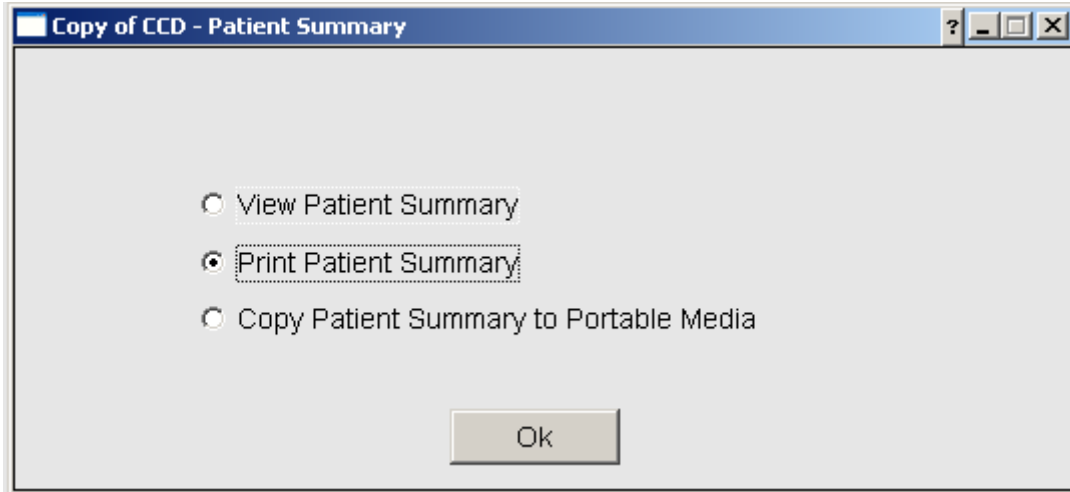 Copy of CCD - Patient Summary ?
View Patient Summary
Print Patient Summary
Copy Patient Summary to Portable Media
Ok